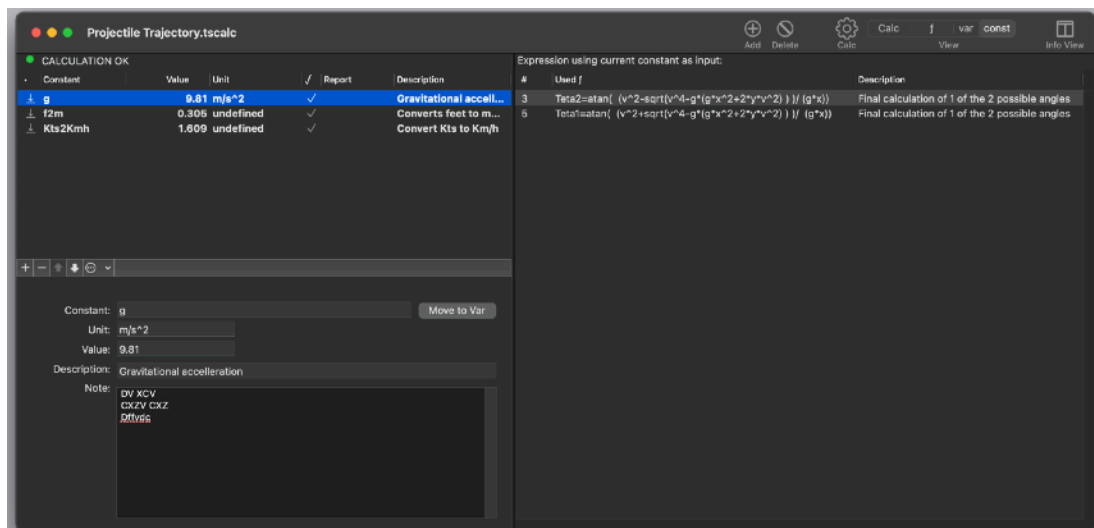 Projectile Trajectory.tscalc
Add Delete Calc Calc f var const View Info View
CALCULATION OK
Constant Value Unit √ Report Description
g 9.81 m/s^2 ✓ Gravitational accell...
f2m 0.305 undefined ✓ Converts feet to m...
Kts2Kmh 1.609 undefined ✓ Convert Kts to Km/h
Constant: g Move to Var
Unit: m/s^2
Value: 9.81
Description: Gravitational accelleration
Note: DV XCV
CXZV CXZ
Dffvdc
Expression using current constant as input:
# Used f Description
3 Teta2=atan( (v^2-sqrt(v^4-g*(g*x^2+2*y*v^2) ) )/ (g*x)) Final calculation of 1 of the 2 possible angles
5 Teta1=atan( (v^2+sqrt(v^4-g*(g*x^2+2*y*v^2) ) )/ (g*x)) Final calculation of 1 of the 2 possible angles